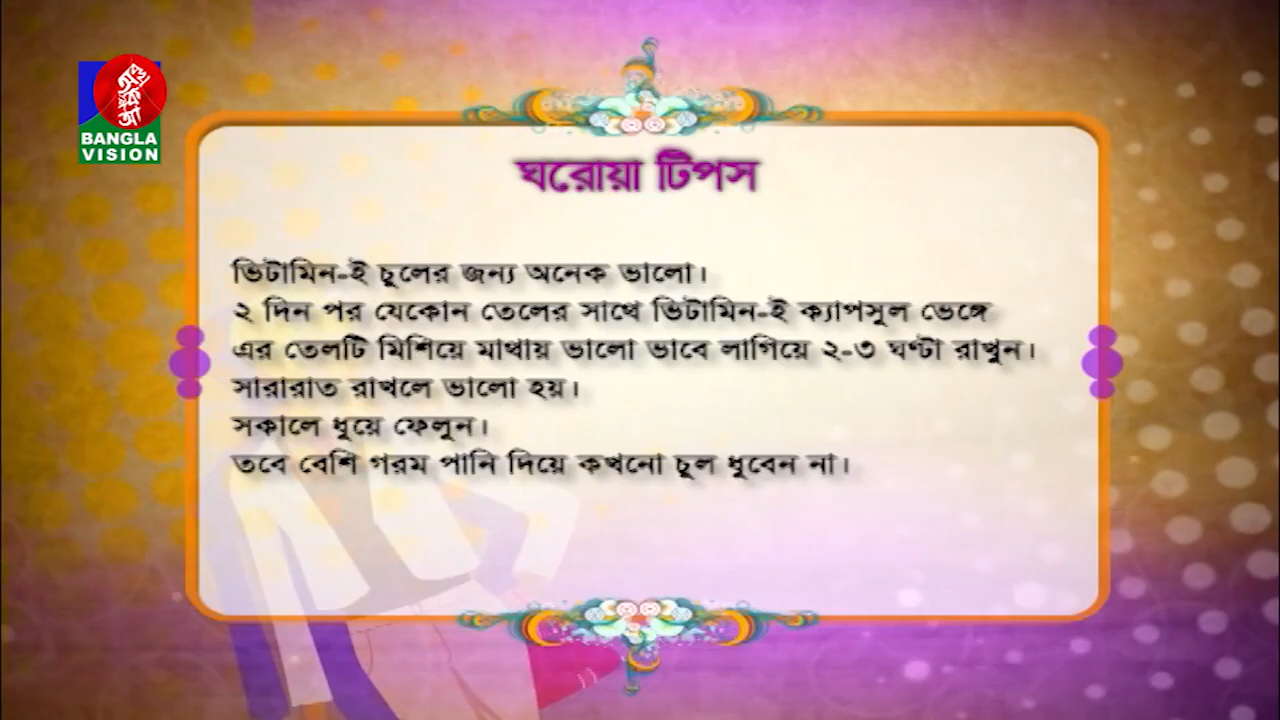 BANGLA
VISION
ঘরোয়া টিপস
ভিটামিন-ই চুলের জন্য অনেক ভালো।
২ দিন পর যেকোন তেলের সাথে ভিটামিন-ই ক্যাপসুল ভেঙ্গে
এর তেলটি মিশিয়ে মাথায় ভালো ভাবে লাগিয়ে ২-৩ ঘণ্টা রাখুন।
সারারাত রাখলে ভালো হয়।
সকালে ধুয়ে ফেলুন।
তবে বেশি গরম পানি দিয়ে কখনো চুল ধুবেন না।